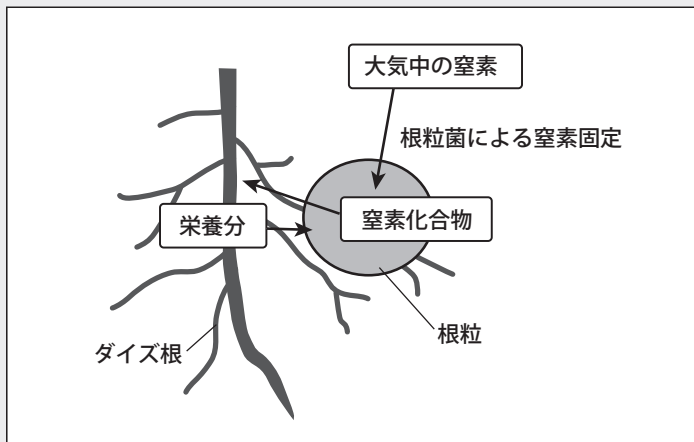 大気中の窒素
根粒菌による窒素固定
栄養分
窒素化合物
ダイズ根
根粒